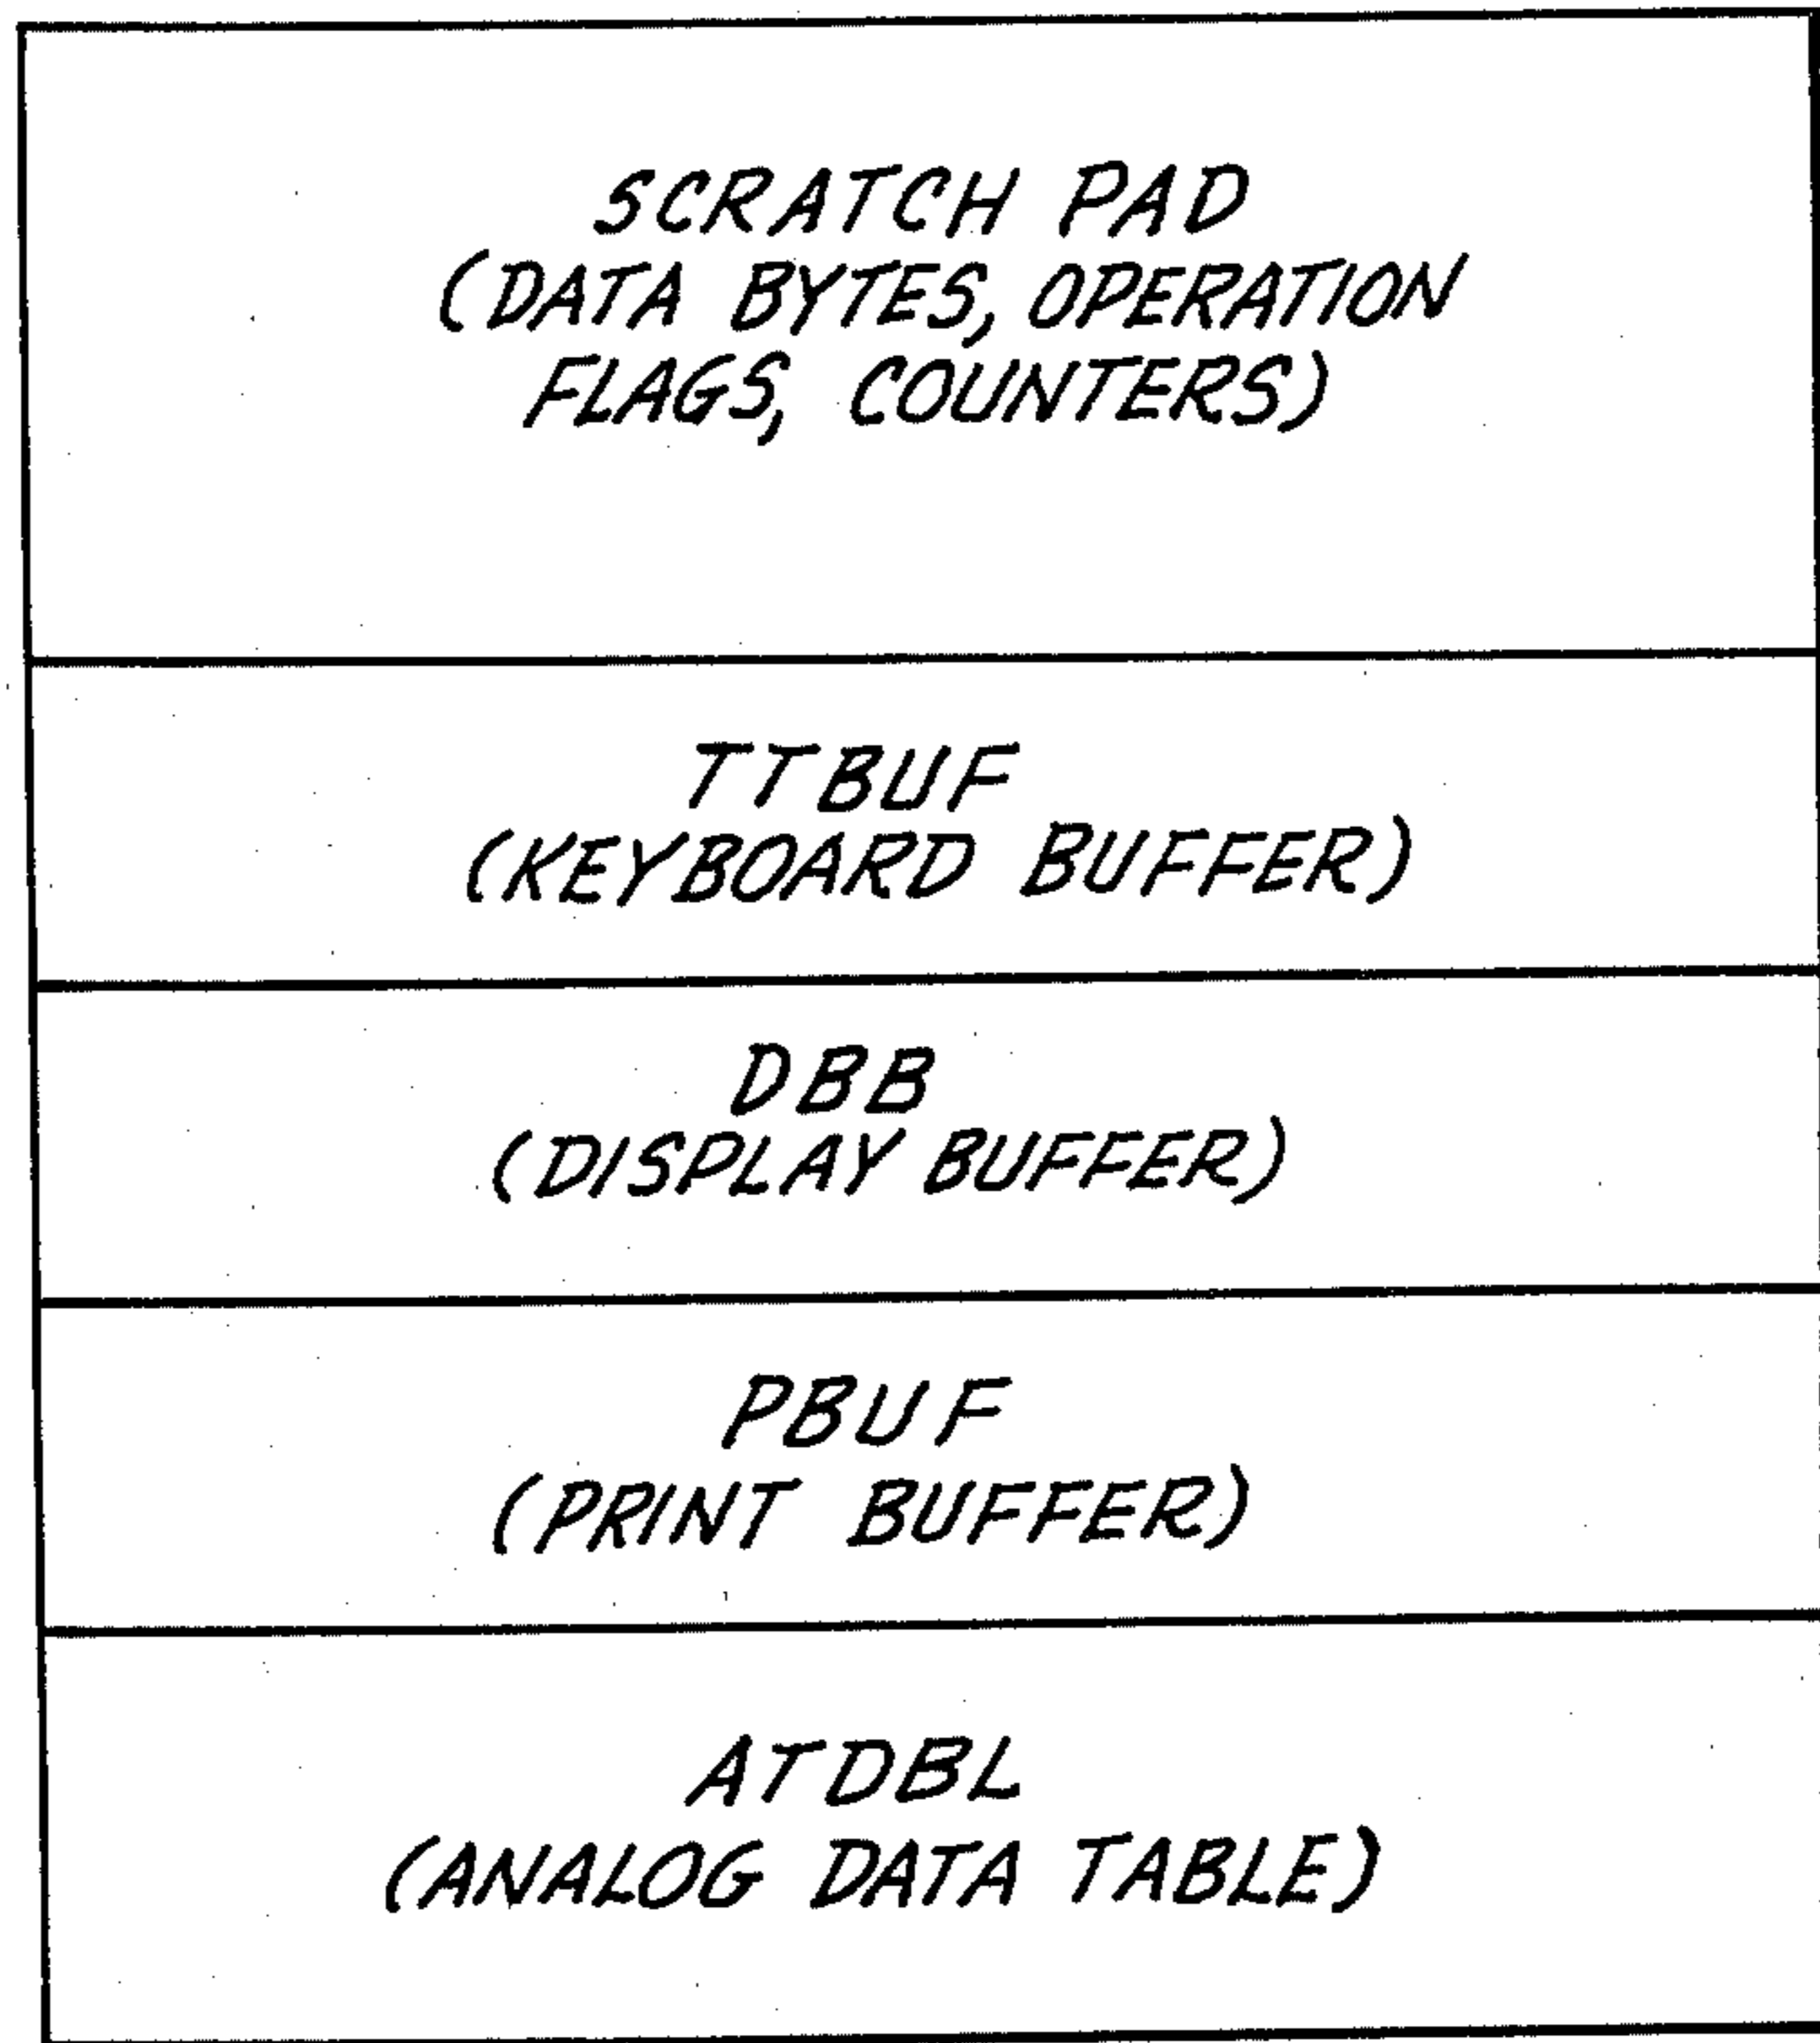 SCRATCH PAD
(DATA BYTES, OPERATION
FLAGS, COUNTERS)
TTBUF
(KEYBOARD BUFFER)
DBB
(DISPLAY BUFFER)
PBUF
(PRINT BUFFER)
ATDBL
(ANALOG DATA TABLE)